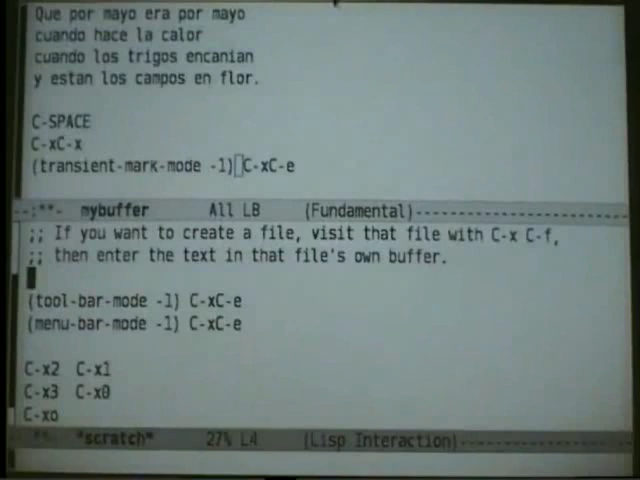 Que por mayo era por mayo
cuando hace la calor
cuando los trigos encanian
y estan los campos en flor.
C-SPACE
C-xC-x
(transient-mark-mode -1) C-xC-e
--:**-  mybuffer      All L8     (Fundamental)----------------------
;; If you want to create a file, visit that file with C-x C-f,
;; then enter the text in that file's own buffer.
(tool-bar-mode -1) C-xC-e
(menu-bar-mode -1) C-xC-e
C-x2  C-x1
C-x3  C-x0
C-xo
--:**-  *scratch*     27% L4     (Lisp Interaction)------------------